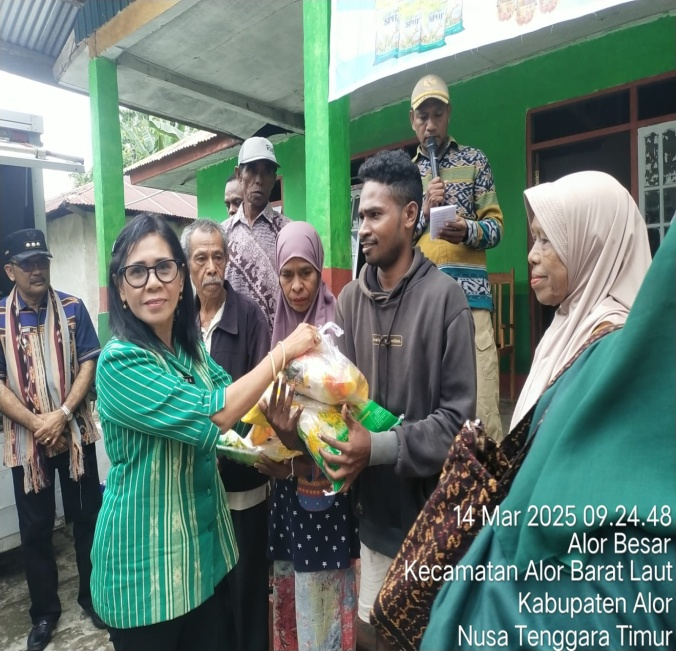 14 Mar 2025 09.24.48
Alor Besar
Kecamatan Alor Barat Laut
Kabupaten Alor
Nusa Tenggara Timur